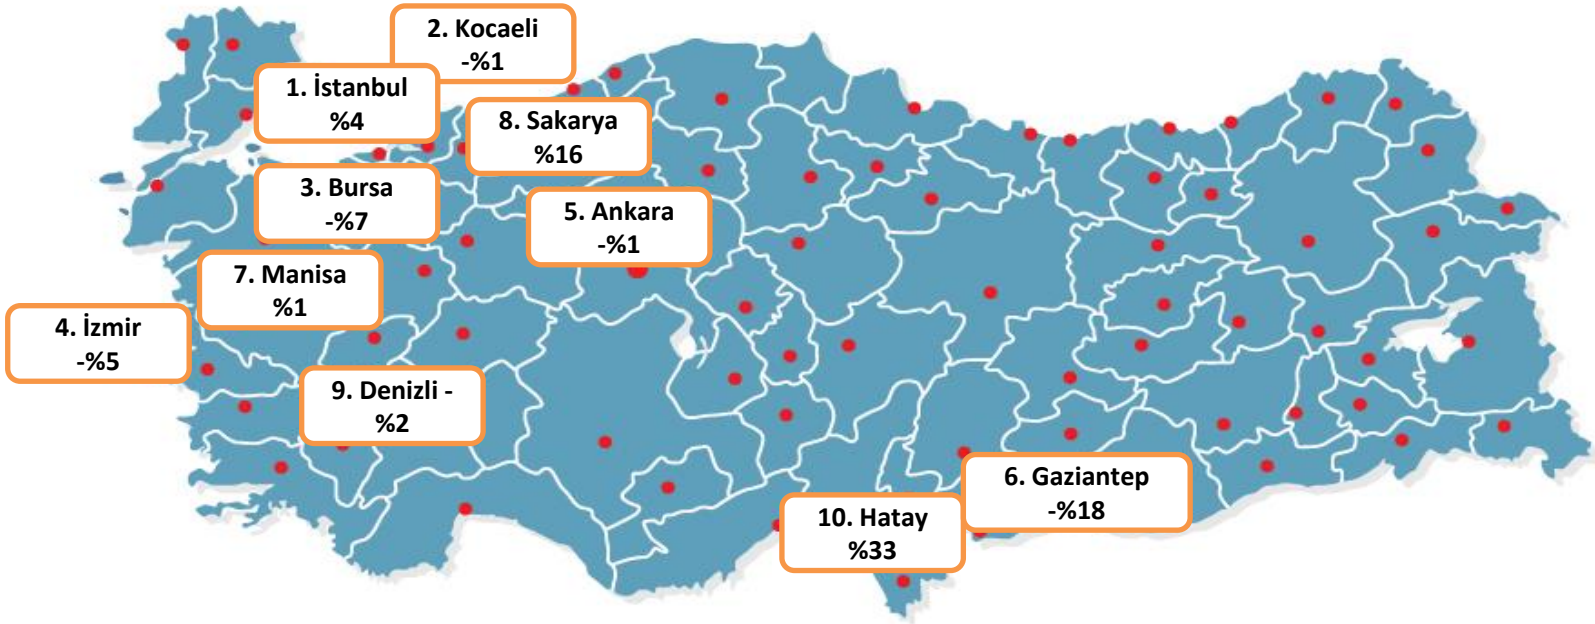 2. Kocaeli
-%1
1. İstanbul
%4
8. Sakarya
%16
3. Bursa
-%7
5. Ankara
-%1
7. Manisa
%1
4. İzmir
-%5
9. Denizli -
%2
6. Gaziantep
-%18
10. Hatay
%33